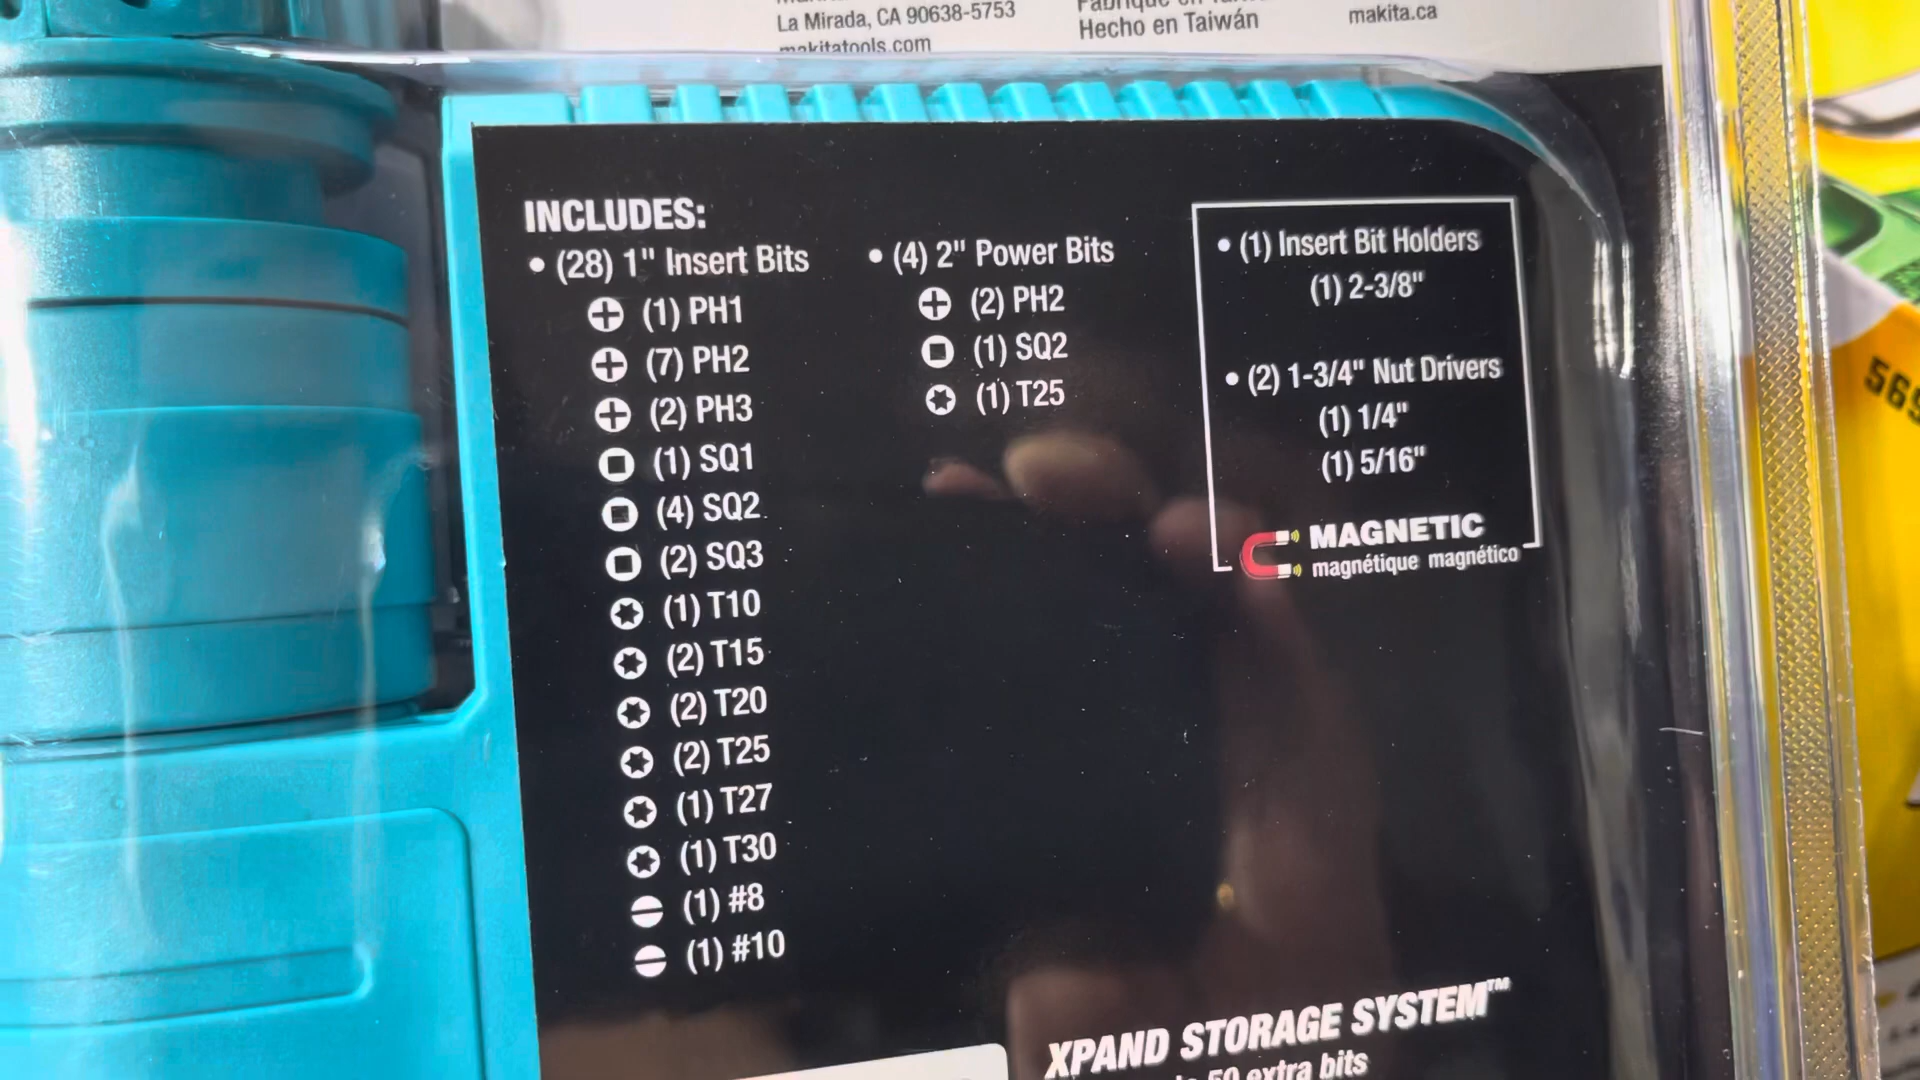 La Mirada, CA 90638-5753
makitatools.com
Hecho en Taiwán
makita.ca
INCLUDES:
• (28) 1" Insert Bits
(1) PH1
(7) PH2
(2) PH3
(1) SQ1
(4) SQ2
(2) SQ3
(1) T10
(2) T15
(2) T20
(2) T25
(1) T27
(1) T30
(1) #8
(1) #10
• (4) 2" Power Bits
(2) PH2
(1) SQ2
(1) T25
• (1) Insert Bit Holders
(1) 2-3/8"
• (2) 1-3/4" Nut Drivers
(1) 1/4"
(1) 5/16"
MAGNETIC
magnétique magnético
XPAND STORAGE SYSTEM™
50 extra bits
569